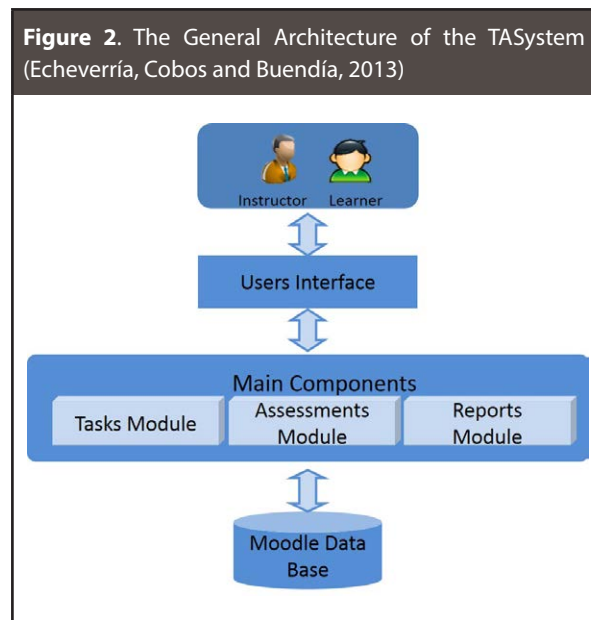 Figure 2. The General Architecture of the TASystem
(Echeverría, Cobos and Buendía, 2013)
Instructor Learner
Users Interface
Main Components
Tasks Module
Assessments
Module
Reports
Module
Moodle Data
Base